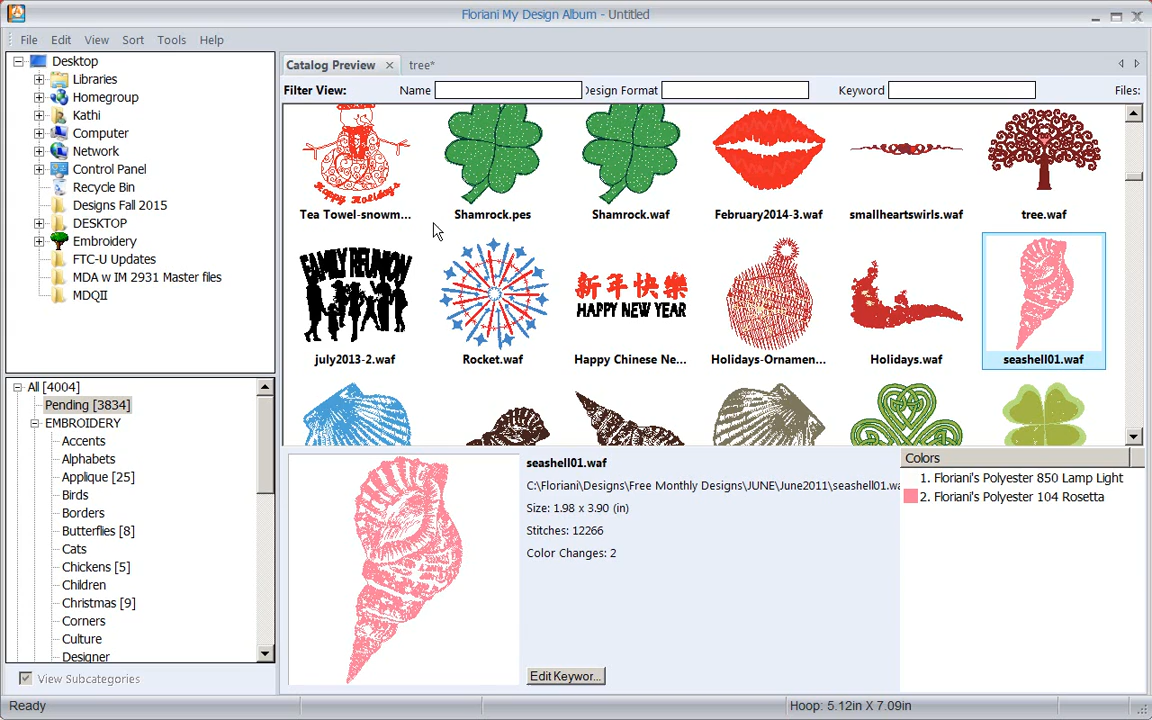 Floriani My Design Album - Untitled
File Edit View Sort Tools Help
Desktop
Libraries
Homegroup
Kathi
Computer
Network
Control Panel
Recycle Bin
Designs Fall 2015
DESKTOP
Embroidery
FTC-U Updates
MDA w IM 2931 Master files
MDQII
All [4004]
Pending [3834]
EMBROIDERY
Accents
Alphabets
Applique [25]
Birds
Borders
Butterflies [8]
Cats
Chickens [5]
Children
Christmas [9]
Corners
Culture
Designer
View Subcategories
Catalog Preview tree*
Filter View: Name Design Format Keyword Files:
Happy Holidays
Tea Towel-snowm... Shamrock.pes Shamrock.waf February2014-3.waf smallheartswirls.waf tree.waf
FAMILY REUNION
新年快樂
HAPPY NEW YEAR
july2013-2.waf Rocket.waf Happy Chinese Ne... Holidays-Ornamen... Holidays.waf seashell01.waf
seashell01.waf
C:\Floriani\Designs\Free Monthly Designs\JUNE\June2011\seashell01.wa
Size: 1.98 x 3.90 (in)
Stitches: 12266
Color Changes: 2
Edit Keywor...
Colors
1. Floriani's Polyester 850 Lamp Light
2. Floriani's Polyester 104 Rosetta
Ready Hoop: 5.12in X 7.09in